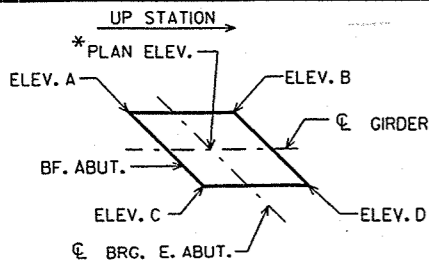 UP STATION
*PLAN ELEV.
ELEV. A
ELEV. B
℄ GIRDER
BF. ABUT.
ELEV. C
ELEV. D
℄ BRG. E. ABUT.